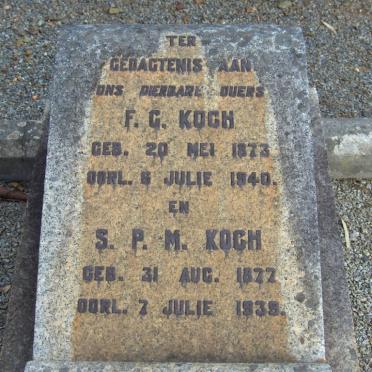 TER
GEDAGTENIS AAN
ONS DIERBARE OUERS
F. G. KOCH
GEB. 20 MEI 1873
OORL. 6 JULIE 1940.
EN
S. P. M. KOCH
GEB. 31 AUG. 1877
OORL. 7 JULIE 1939.